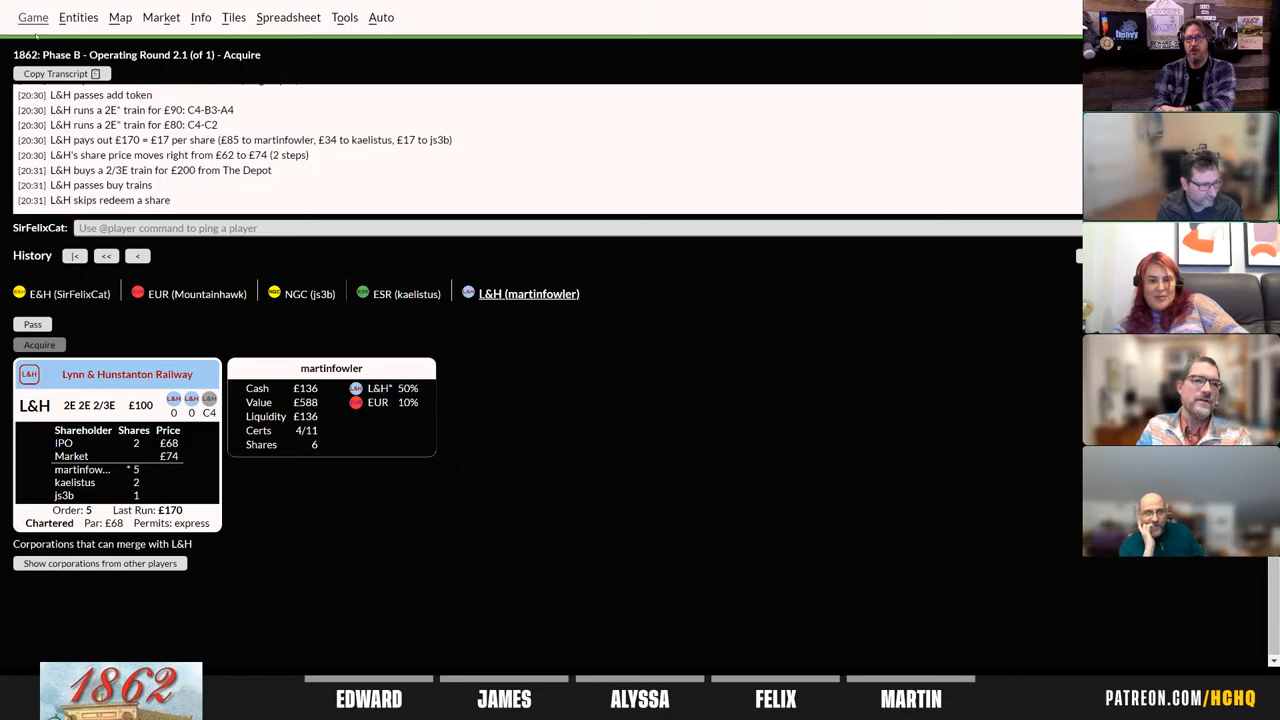 Game Entities Map Market Info Tiles Spreadsheet Tools Auto
1862: Phase B - Operating Round 2.1 (of 1) - Acquire
Copy Transcript
[20:30] L&H passes add token
[20:30] L&H runs a 2E* train for £90: C4-B3-A4
[20:30] L&H runs a 2E* train for £80: C4-C2
[20:30] L&H pays out £170 = £17 per share (£85 to martinfowler, £34 to kaelistus, £17 to js3b)
[20:30] L&H's share price moves right from £62 to £74 (2 steps)
[20:31] L&H buys a 2/3E train for £200 from The Depot
[20:31] L&H passes buy trains
[20:31] L&H skips redeem a share
SirFelixCat: Use @player command to ping a player
History |< << <
E&H (SirFelixCat) EUR (Mountainhawk) NGC (js3b) ESR (kaelistus) L&H (martinfowler)
Pass
Acquire
L&H Lynn & Hunstanton Railway
L&H 2E 2E 2/3E £100 0 0 C4
Shareholder Shares Price
IPO 2 £68
Market £74
martinfow... * 5
kaelistus 2
js3b 1
Order: 5 Last Run: £170
Chartered Par: £68 Permits: express
martinfowler
Cash £136 L&H* 50%
Value £588 EUR 10%
Liquidity £136
Certs 4/11
Shares 6
Corporations that can merge with L&H
Show corporations from other players
1862
EDWARD JAMES ALYSSA FELIX MARTIN
PATREON.COM/HCHQ